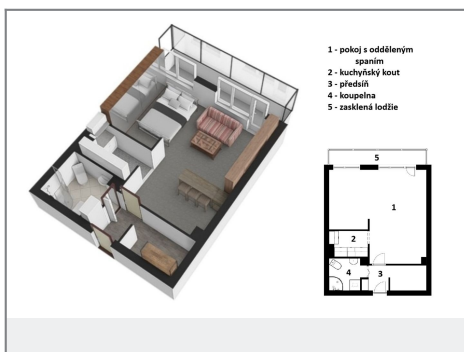 1 - pokoj s odděleným
spaním
2 - kuchyňský kout
3 - předsíň
4 - koupelna
5 - zasklená lodžie
5
1
2
4
3